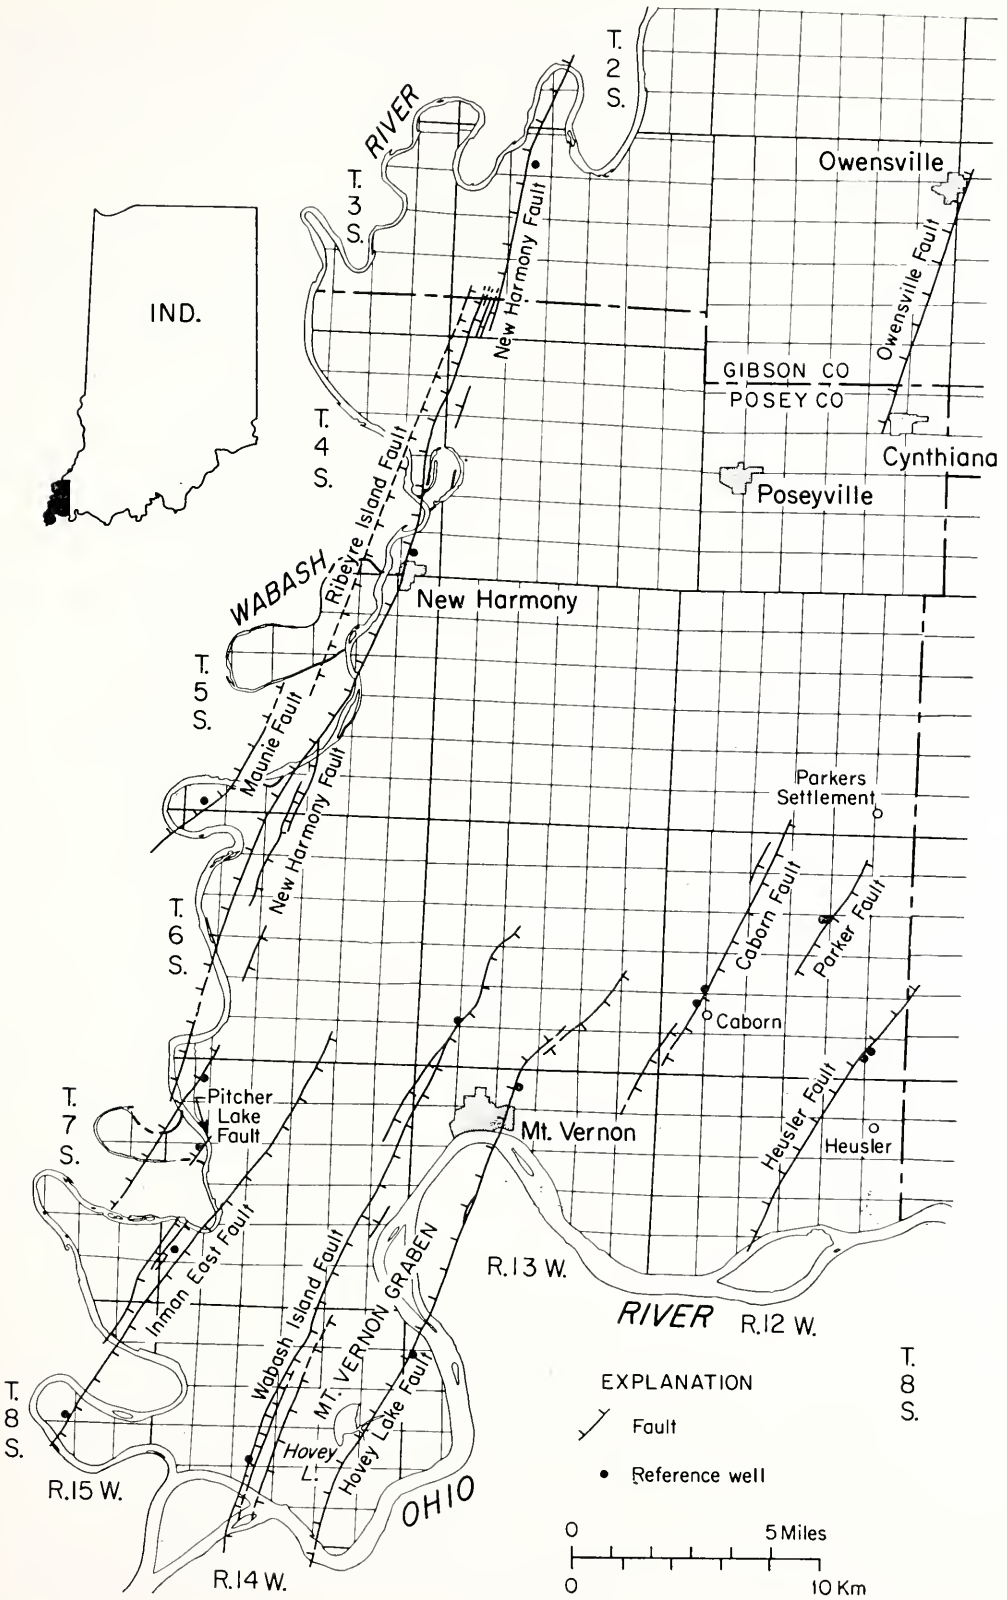 T.
2
S.
RIVER
Owensville
T.
3
S.
New Harmony Fault
Owensville Fault
IND.
New Harmony Fault
GIBSON CO
POSEY CO
T.
4
S.
Cynthiana
Poseyville
Ribeyre Island Fault
WABASH
New Harmony
T.
5
S.
Maunie Fault
Parkers
Settlement
New Harmony Fault
T.
6
S.
Caborn Fault
Parker Fault
Caborn
T.
7
S.
Pitcher
Lake
Fault
Mt. Vernon
Heusler Fault
Heusler
Inman East Fault
Wabash Island Fault
MT. VERNON GRABEN
R.13 W.
RIVER
R.12 W.
T.
8
S.
T.
8
S.
Hovey
L.
Hovey Lake Fault
OHIO
R.15 W.
R.14 W.
EXPLANATION
Fault
Reference well
0 5 Miles
0 10 Km